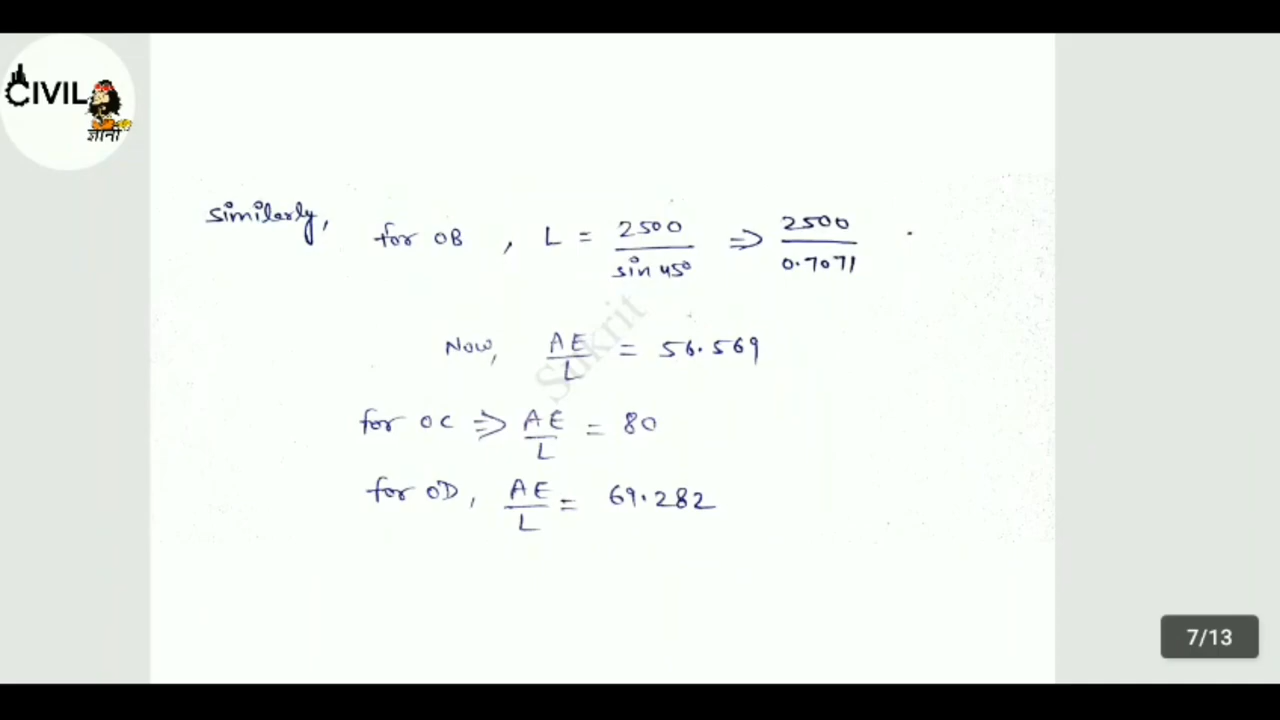 CIVIL
ज्ञानी
Similarly,
for OB , L = 2500/sin 45° => 2500/0.7071
Sukrit
Now, AE/L = 56.569
for OC => AE/L = 80
for OD, AE/L = 69.282
7/13